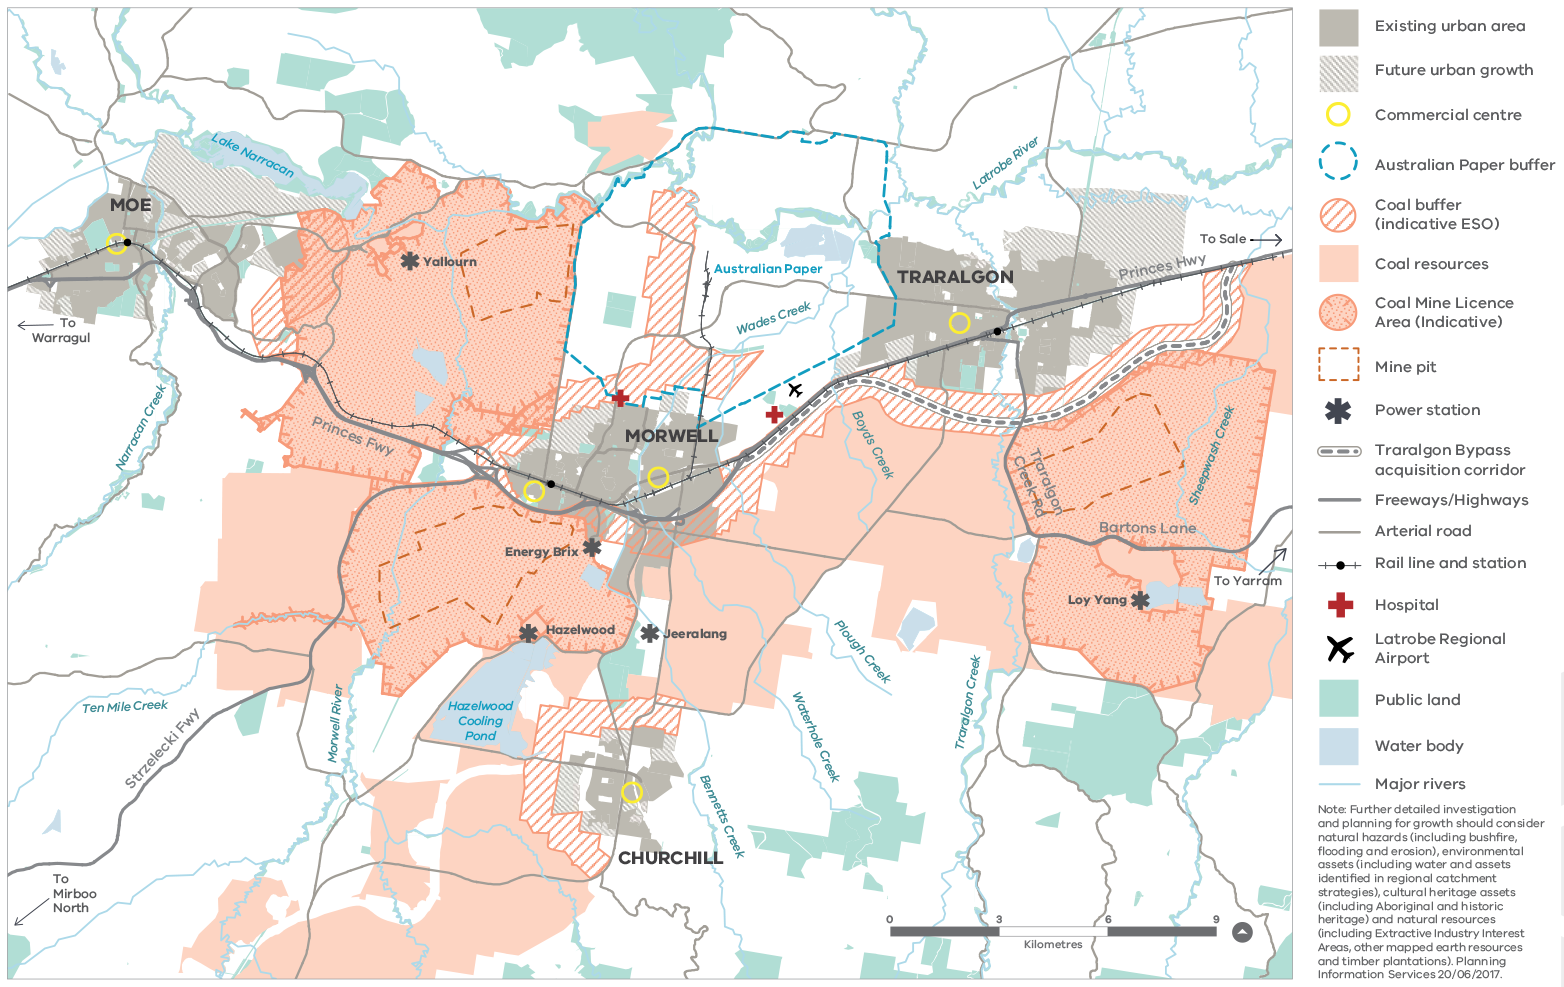 Lake Narracan
MOE
Latrobe River
To Sale
Yallourn
Princes Hwy
Australian Paper
TRARALGON
Wades Creek
To
Warragul
Narracan Creek
Princes Fwy
MORWELL
Boyds Creek
Traralgon
Creek Rd
Sheepwash Creek
Bartons Lane
Energy Brix
To Yarram
Loy Yang
Hazelwood
Jeeralang
Plough Creek
Ten Mile Creek
Hazelwood
Cooling
Pond
Strzelecki Fwy
Morwell River
Waterhole Creek
Traralgon Creek
Bennetts Creek
CHURCHILL
To
Mirboo
North
0 3 6 9
Kilometres
Existing urban area
Future urban growth
Commercial centre
Australian Paper buffer
Coal buffer
(indicative ESO)
Coal resources
Coal Mine Licence
Area (Indicative)
Mine pit
Power station
Traralgon Bypass
acquisition corridor
Freeways/Highways
Arterial road
Rail line and station
Hospital
Latrobe Regional
Airport
Public land
Water body
Major rivers
Note: Further detailed investigation
and planning for growth should consider
natural hazards (including bushfire,
flooding and erosion), environmental
assets (including water and assets
identified in regional catchment
strategies), cultural heritage assets
(including Aboriginal and historic
heritage) and natural resources
(including Extractive Industry Interest
Areas, other mapped earth resources
and timber plantations). Planning
Information Services 20/06/2017.